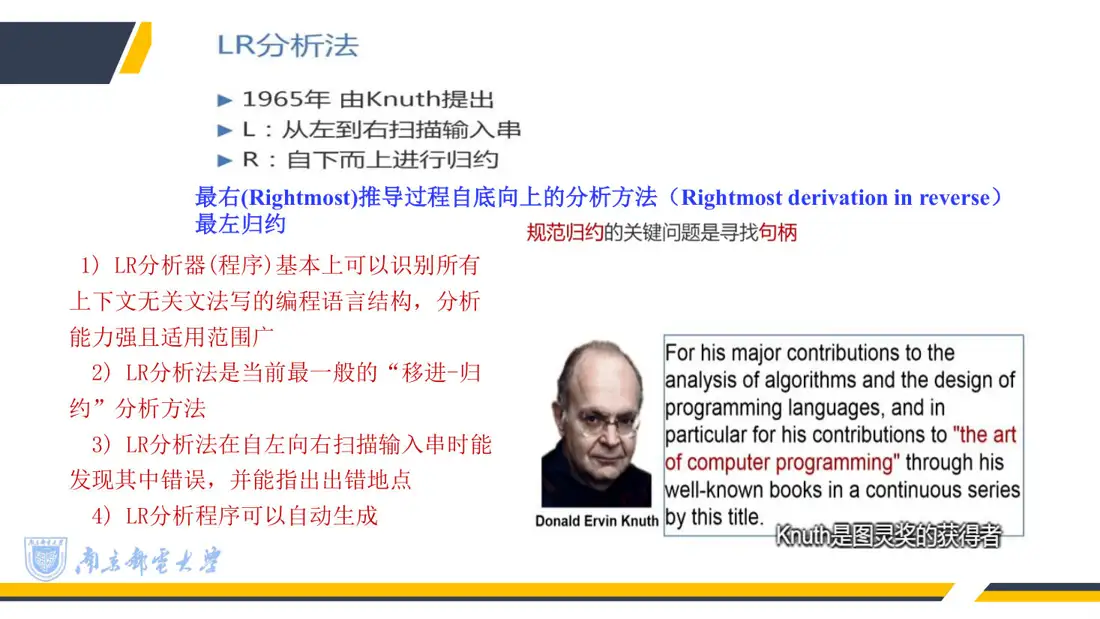 LR分析法
▶ 1965年 由Knuth提出
▶ L：从左到右扫描输入串
▶ R：自下而上进行归约
最右(Rightmost)推导过程自底向上的分析方法（Rightmost derivation in reverse）
最左归约
规范归约的关键问题是寻找句柄
1) LR分析器(程序)基本上可以识别所有
上下文无关文法写的编程语言结构，分析
能力强且适用范围广
2) LR分析法是当前最一般的“移进-归
约”分析方法
3) LR分析法在自左向右扫描输入串时能
发现其中错误，并能指出出错地点
4) LR分析程序可以自动生成
For his major contributions to the
analysis of algorithms and the design of
programming languages, and in
particular for his contributions to "the art
of computer programming" through his
well-known books in a continuous series
by this title.
Donald Ervin Knuth
Knuth是图灵奖的获得者
南京邮电大学